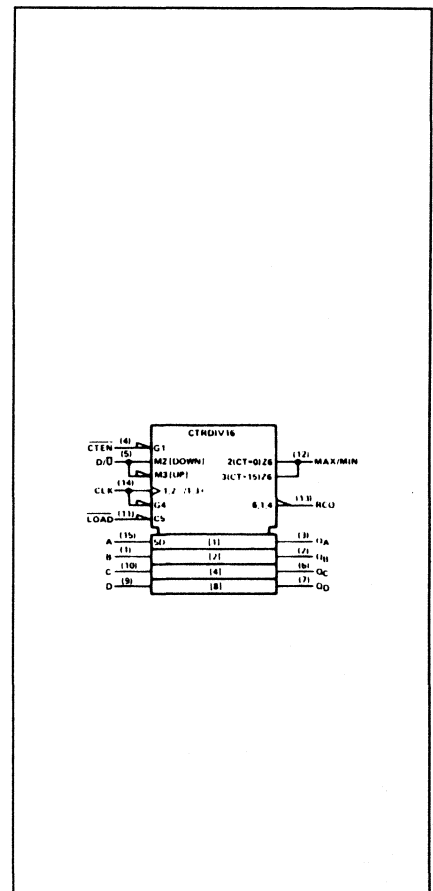 CTRDIV16
CTEN (4) G1
D/U (5) M2[DOWN] 2(CT=0)Z6 (12) MAX/MIN
M3[UP] 3(CT=15)Z6
CLK (14) 1,2-/1,3+
G4 6,1,4 (13) RCO
LOAD (11) C5
A (15) 5D [1] (3) QA
B (1) [2] (2) QB
C (10) [4] (6) QC
D (9) [8] (7) QD